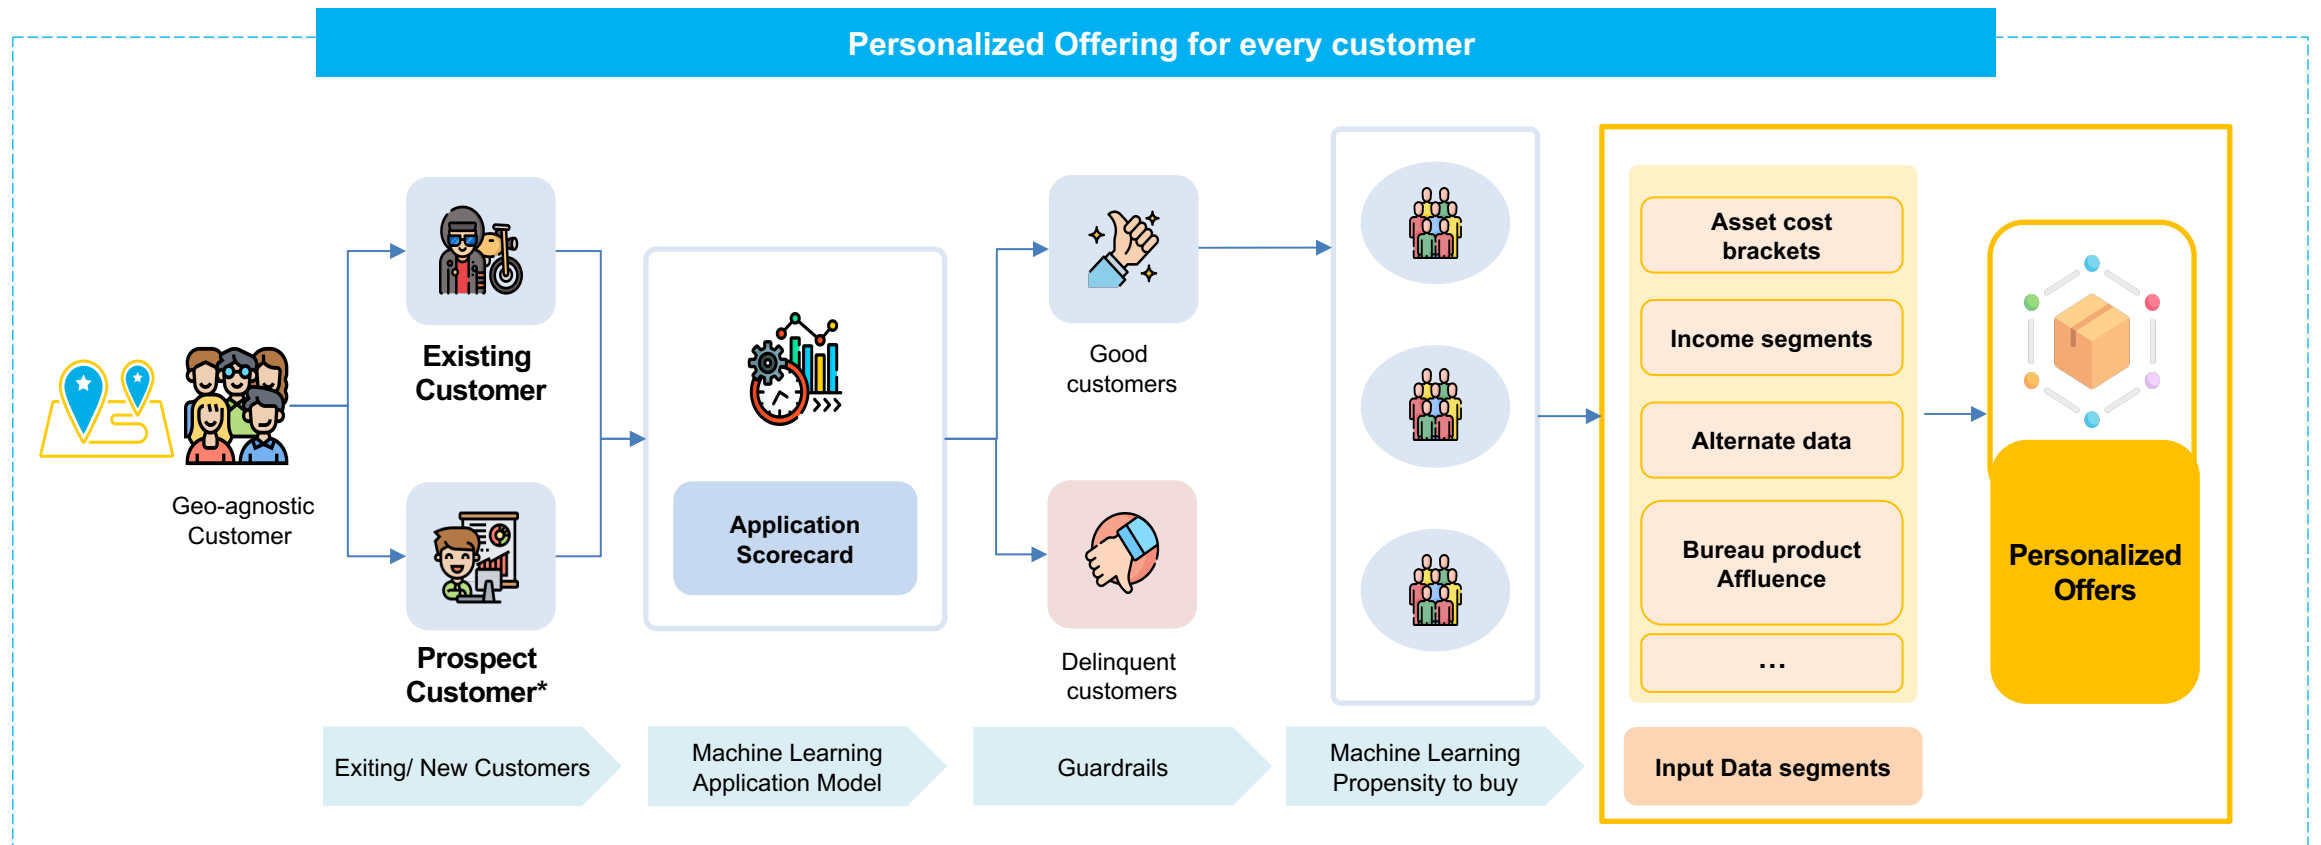 Personalized Offering for every customer
Geo-agnostic
Customer
Existing
Customer
Prospect
Customer*
Application
Scorecard
Good
customers
Delinquent
customers
Asset cost
brackets
Income segments
Alternate data
Bureau product
Affluence
...
Personalized
Offers
Exiting/ New Customers
Machine Learning
Application Model
Guardrails
Machine Learning
Propensity to buy
Input Data segments